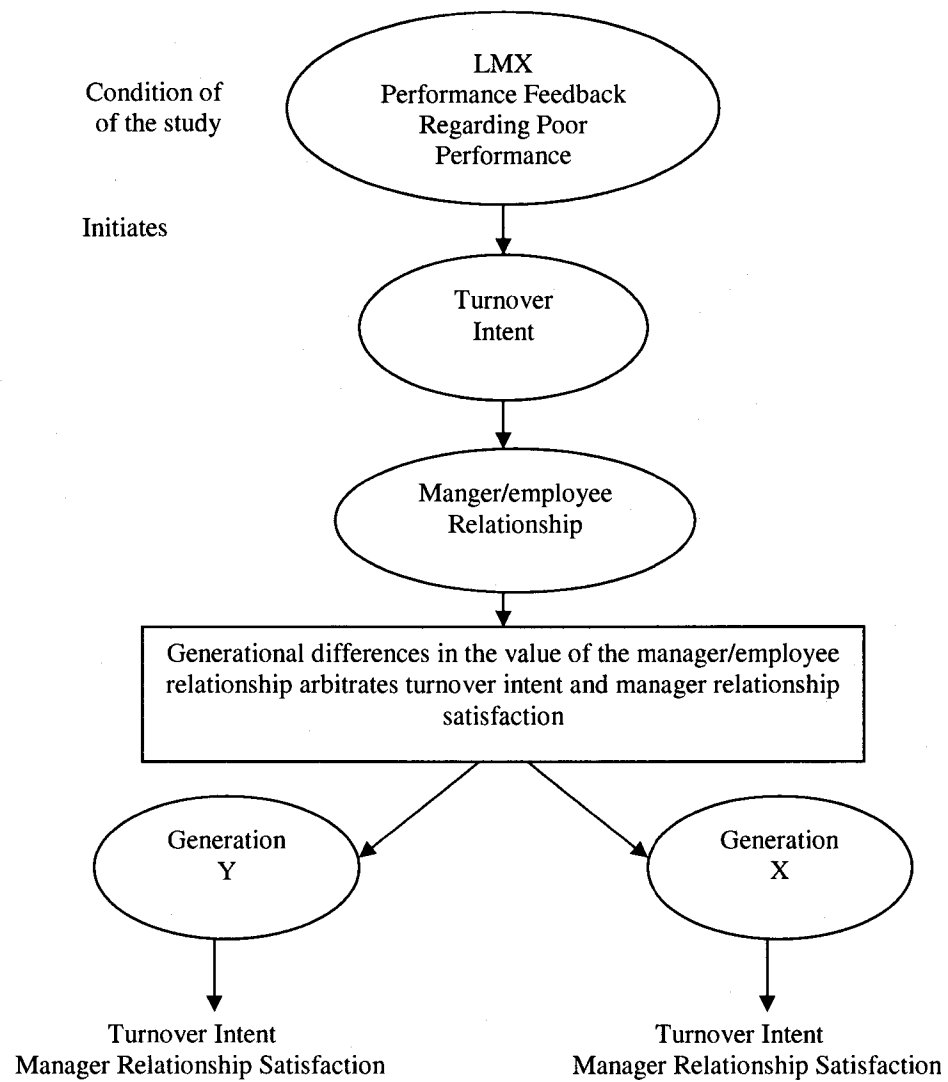 LMX
Performance Feedback
Regarding Poor
Performance
Condition of
of the study
Initiates
Turnover
Intent
Manger/employee
Relationship
Generational differences in the value of the manager/employee
relationship arbitrates turnover intent and manager relationship
satisfaction
Generation
Y
Generation
X
Turnover Intent
Manager Relationship Satisfaction
Turnover Intent
Manager Relationship Satisfaction